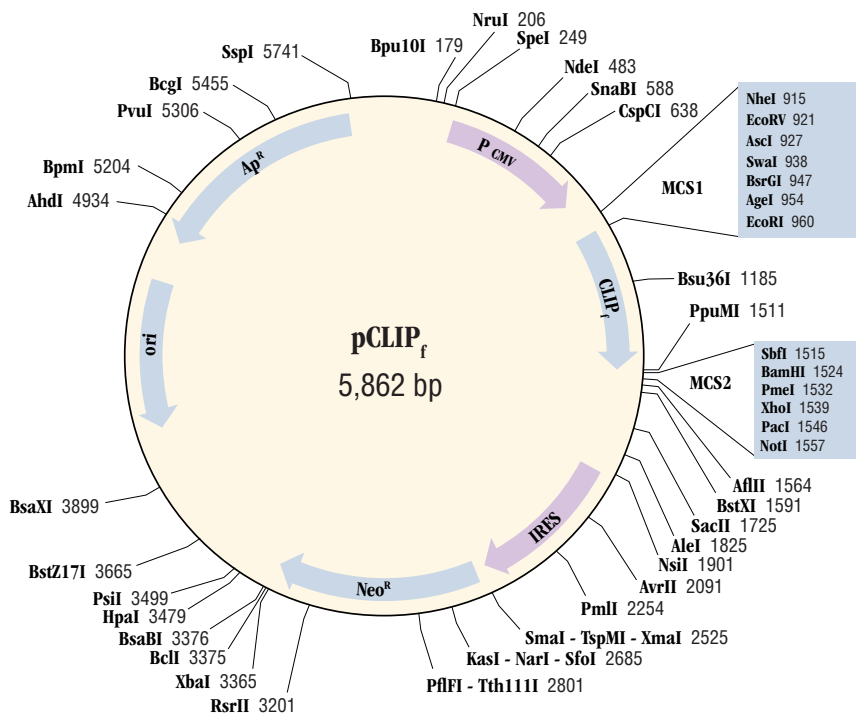 NruI 206
SpeI 249
Bpu10I 179
SspI 5741
NdeI 483
SnaBI 588
CspCI 638
BcgI 5455
PvuI 5306
BpmI 5204
AhdI 4934
Ap^R
P CMV
MCS1
NheI 915
EcoRV 921
AscI 927
SwaI 938
BsrGI 947
AgeI 954
EcoRI 960
CLIP_f
Bsu36I 1185
PpuMI 1511
ori
pCLIP_f
5,862 bp
MCS2
SbfI 1515
BamHI 1524
PmeI 1532
XhoI 1539
PacI 1546
NotI 1557
AflII 1564
BstXI 1591
SacII 1725
AleI 1825
NsiI 1901
AvrII 2091
PmlI 2254
IRES
Neo^R
BsaXI 3899
BstZ17I 3665
PsiI 3499
HpaI 3479
BsaBI 3376
BclI 3375
XbaI 3365
RsrII 3201
SmaI - TspMI - XmaI 2525
KasI - NarI - SfoI 2685
PflFI - Tth111I 2801